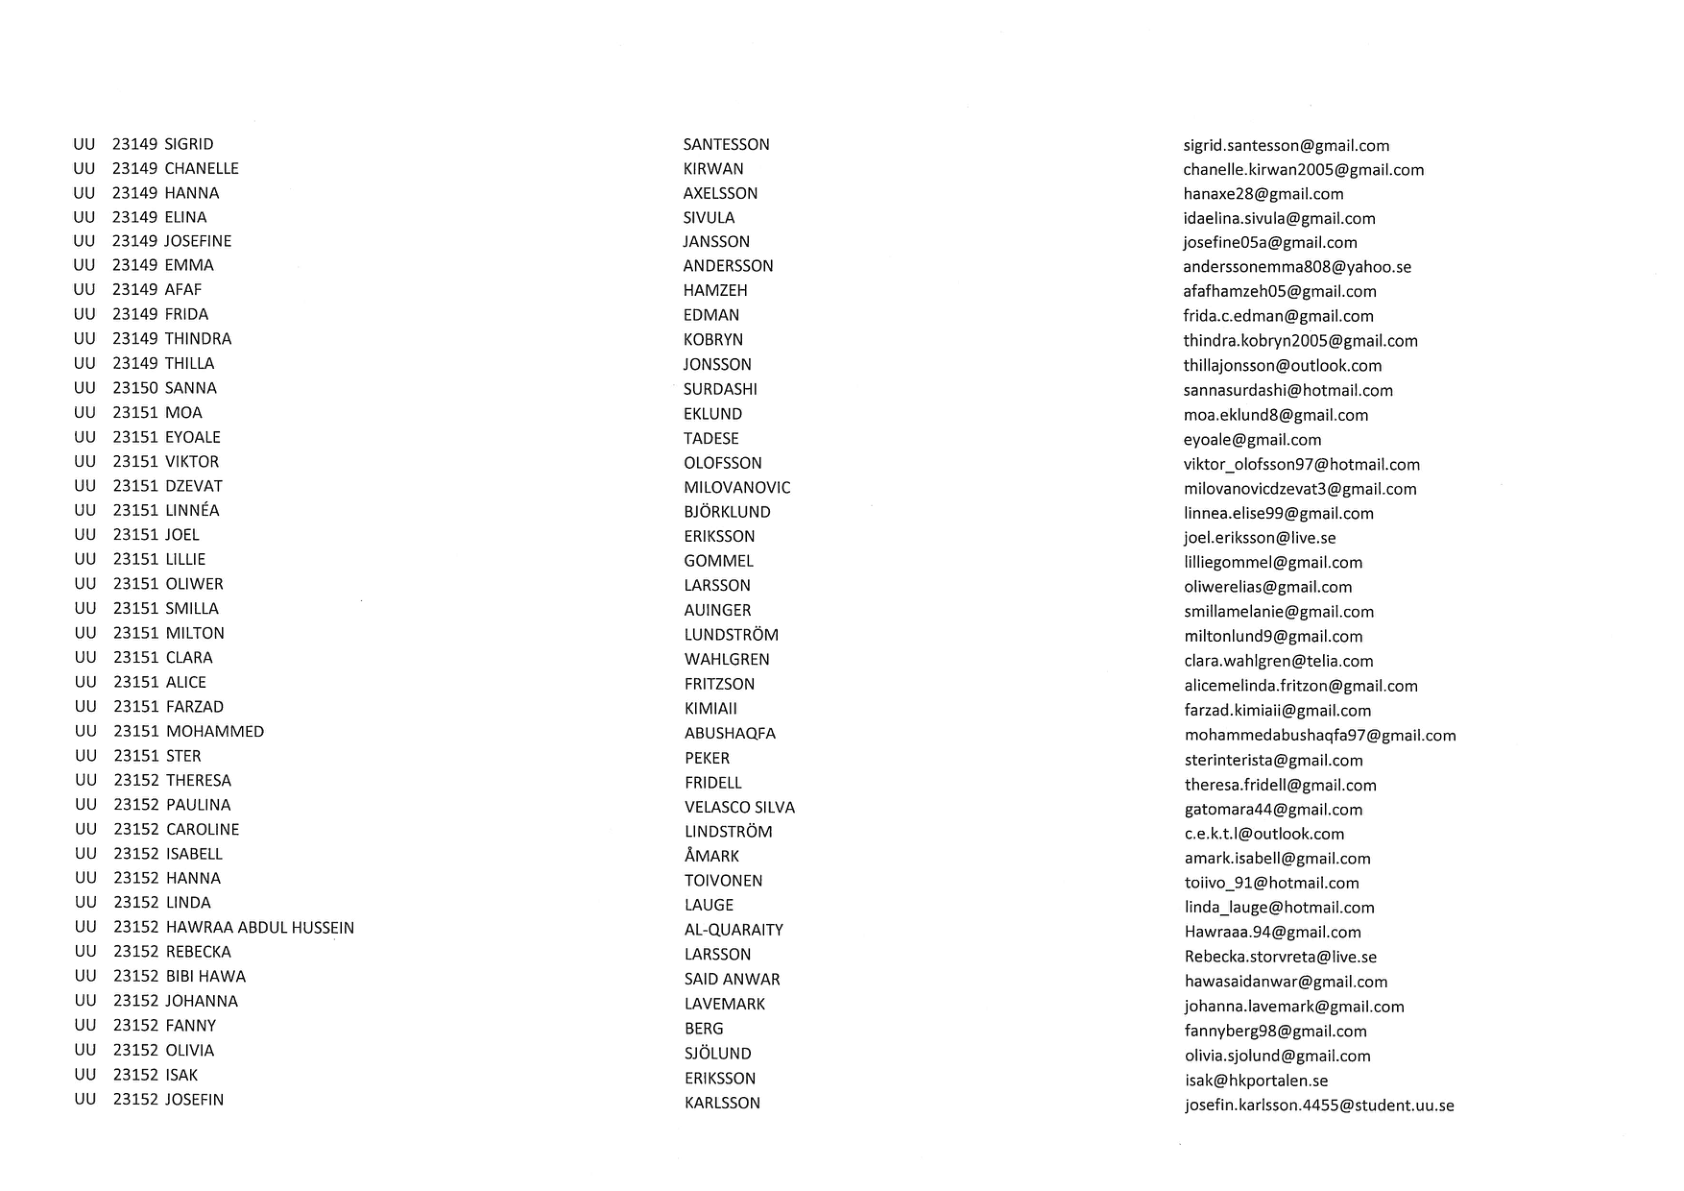 UU 23149 SIGRID SANTESSON sigrid.santesson@gmail.com
UU 23149 CHANELLE KIRWAN chanelle.kirwan2005@gmail.com
UU 23149 HANNA AXELSSON hanaxe28@gmail.com
UU 23149 ELINA SIVULA idaelina.sivula@gmail.com
UU 23149 JOSEFINE JANSSON josefine05a@gmail.com
UU 23149 EMMA ANDERSSON anderssonemma808@yahoo.se
UU 23149 AFAF HAMZEH afafhamzeh05@gmail.com
UU 23149 FRIDA EDMAN frida.c.edman@gmail.com
UU 23149 THINDRA KOBRYN thindra.kobryn2005@gmail.com
UU 23149 THILLA JONSSON thillajonsson@outlook.com
UU 23150 SANNA SURDASHI sannasurdashi@hotmail.com
UU 23151 MOA EKLUND moa.eklund8@gmail.com
UU 23151 EYOALE TADESE eyoale@gmail.com
UU 23151 VIKTOR OLOFSSON viktor_olofsson97@hotmail.com
UU 23151 DZEVAT MILOVANOVIC milovanovicdzevat3@gmail.com
UU 23151 LINNÉA BJÖRKLUND linnea.elise99@gmail.com
UU 23151 JOEL ERIKSSON joel.eriksson@live.se
UU 23151 LILLIE GOMMEL lilliegommel@gmail.com
UU 23151 OLIWER LARSSON oliwerelias@gmail.com
UU 23151 SMILLA AUINGER smillamelanie@gmail.com
UU 23151 MILTON LUNDSTRÖM miltonlund9@gmail.com
UU 23151 CLARA WAHLGREN clara.wahlgren@telia.com
UU 23151 ALICE FRITZSON alicemelinda.fritzon@gmail.com
UU 23151 FARZAD KIMIAII farzad.kimiaii@gmail.com
UU 23151 MOHAMMED ABUSHAQFA mohammedabushaqfa97@gmail.com
UU 23151 STER PEKER sterinterista@gmail.com
UU 23152 THERESA FRIDELL theresa.fridell@gmail.com
UU 23152 PAULINA VELASCO SILVA gatomara44@gmail.com
UU 23152 CAROLINE LINDSTRÖM c.e.k.t.l@outlook.com
UU 23152 ISABELL ÅMARK amark.isabell@gmail.com
UU 23152 HANNA TOIVONEN toiivo_91@hotmail.com
UU 23152 LINDA LAUGE linda_lauge@hotmail.com
UU 23152 HAWRAA ABDUL HUSSEIN AL-QUARAITY Hawraaa.94@gmail.com
UU 23152 REBECKA LARSSON Rebecka.storvreta@live.se
UU 23152 BIBI HAWA SAID ANWAR hawasaidanwar@gmail.com
UU 23152 JOHANNA LAVEMARK johanna.lavemark@gmail.com
UU 23152 FANNY BERG fannyberg98@gmail.com
UU 23152 OLIVIA SJÖLUND olivia.sjolund@gmail.com
UU 23152 ISAK ERIKSSON isak@hkportalen.se
UU 23152 JOSEFIN KARLSSON josefin.karlsson.4455@student.uu.se